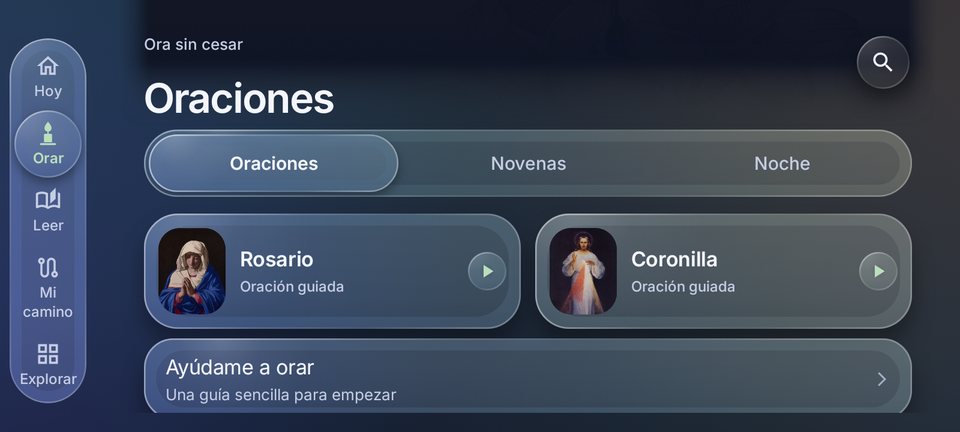 Ora sin cesar
Oraciones
Hoy
Orar
Leer
Mi
camino
Explorar
Oraciones
Novenas
Noche
Rosario
Oración guiada
Coronilla
Oración guiada
Ayúdame a orar
Una guía sencilla para empezar